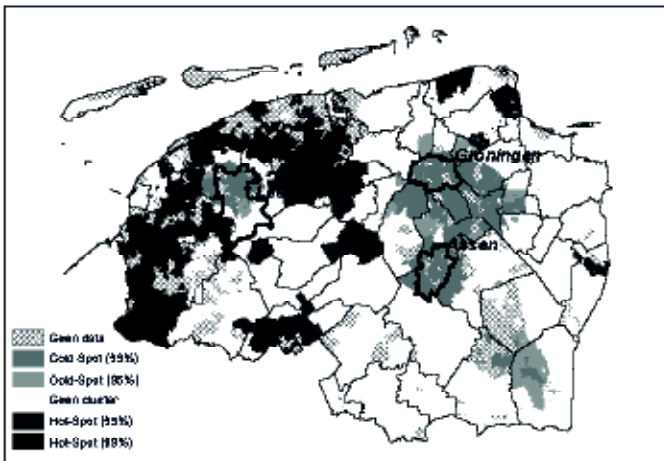 Groningen
Assen
Geen data
Cold-Spot (99%)
Cold-Spot (95%)
Geen cluster
Hot-Spot (95%)
Hot-Spot (99%)